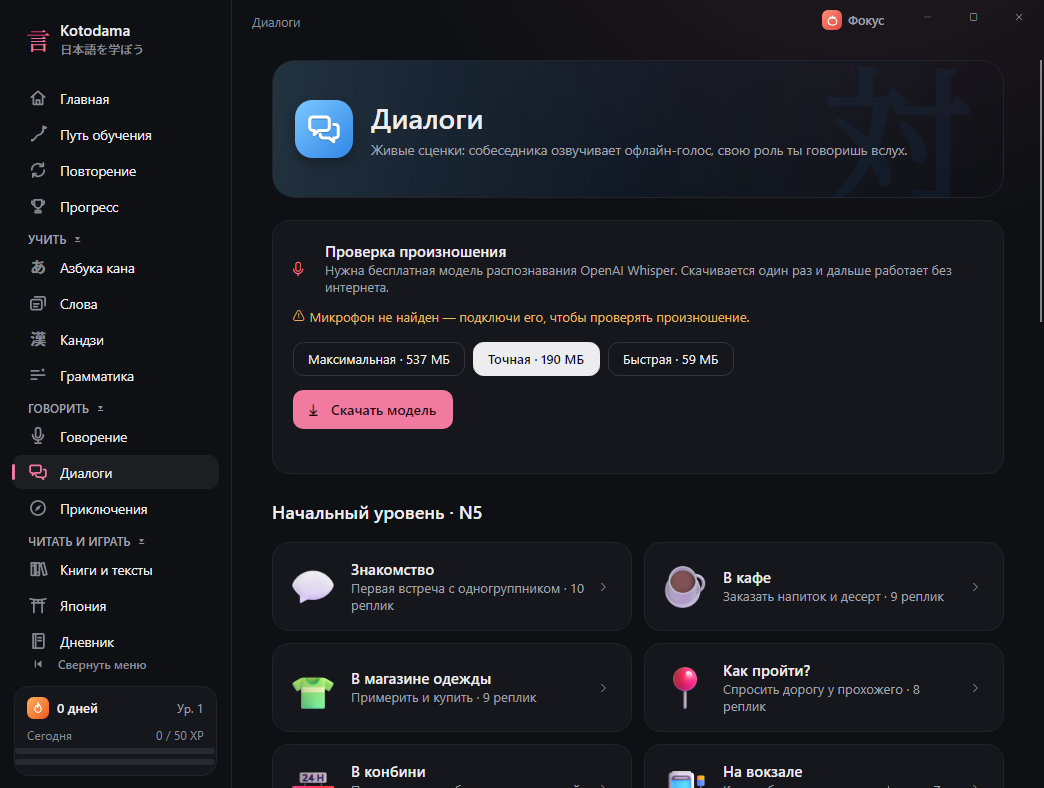 言
Kotodama
日本語を学ぼう
Главная
Путь обучения
Повторение
Прогресс
УЧИТЬ
あ Азбука кана
Слова
漢 Кандзи
Грамматика
ГОВОРИТЬ
Говорение
Диалоги
Приключения
ЧИТАТЬ И ИГРАТЬ
Книги и тексты
Япония
Дневник
Свернуть меню
0 дней
Ур. 1
Сегодня
0 / 50 XP
Диалоги
Фокус
Диалоги
Живые сценки: собеседника озвучивает офлайн-голос, свою роль ты говоришь вслух.
対
Проверка произношения
Нужна бесплатная модель распознавания OpenAI Whisper. Скачивается один раз и дальше работает без
интернета.
Микрофон не найден — подключи его, чтобы проверять произношение.
Максимальная · 537 МБ
Точная · 190 МБ
Быстрая · 59 МБ
Скачать модель
Начальный уровень · N5
Знакомство
Первая встреча с одногруппником · 10
реплик
В кафе
Заказать напиток и десерт · 9 реплик
В магазине одежды
Примерить и купить · 9 реплик
Как пройти?
Спросить дорогу у прохожего · 8
реплик
24 H
В конбини
На вокзале